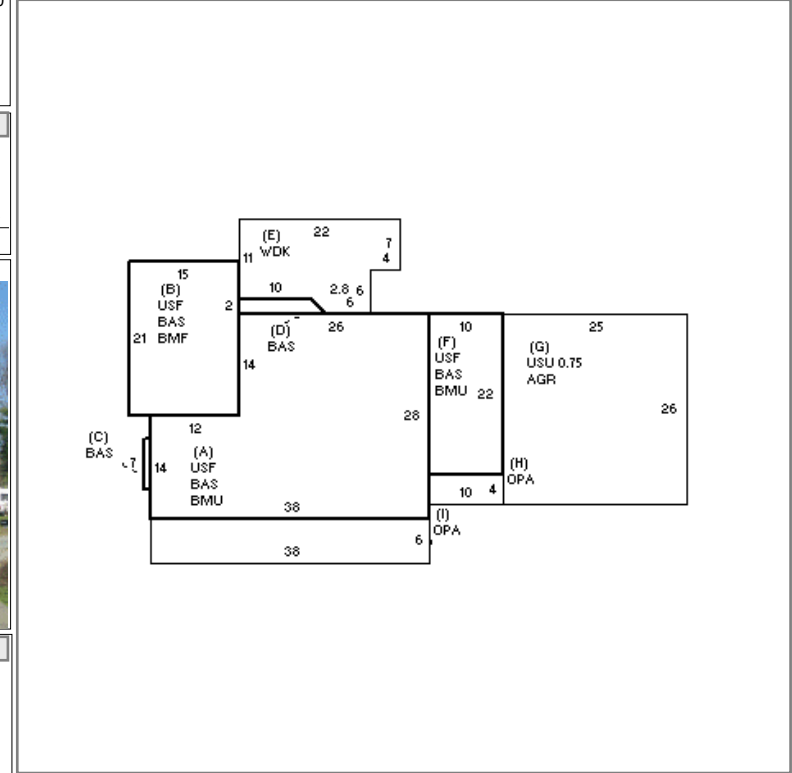 (E)
WDK
22
7
4
11
15
(B)
USF
BAS
BMF
21
2
10
2.8
6
6
(D)
BAS
26
14
10
(F)
USF
BAS
BMU
22
25
(G)
USU 0.75
AGR
26
28
12
(C)
BAS
7
14
(A)
USF
BAS
BMU
38
(H)
OPA
10
4
(I)
OPA
6
38